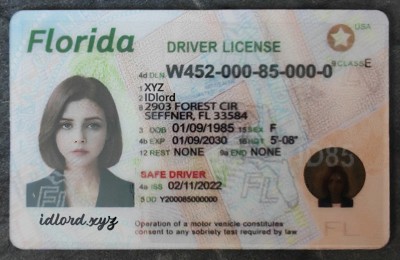 Florida
DRIVER LICENSE
USA
4d DLN W452-000-85-000-0
9 CLASS E
1 XYZ
2 IDlord
8 2903 FOREST CIR
SEFFNER, FL 33584
3 DOB 01/09/1985 15 SEX F
4b EXP 01/09/2030 16 HGT 5'-08"
12 REST NONE 9a END NONE
SAFE DRIVER
4a ISS 02/11/2022
5 DD Y200085000000
idlord.xyz
Operation of a motor vehicle constitutes
consent to any sobriety test required by law
FL
FL